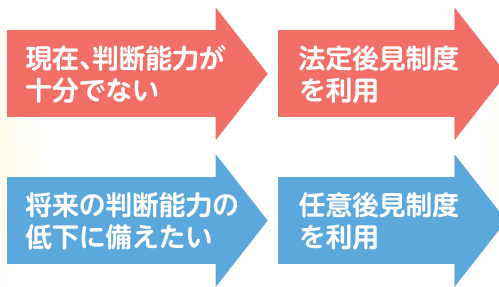 現在、判断能力が
十分でない
法定後見制度
を利用
将来の判断能力の
低下に備えたい
任意後見制度
を利用